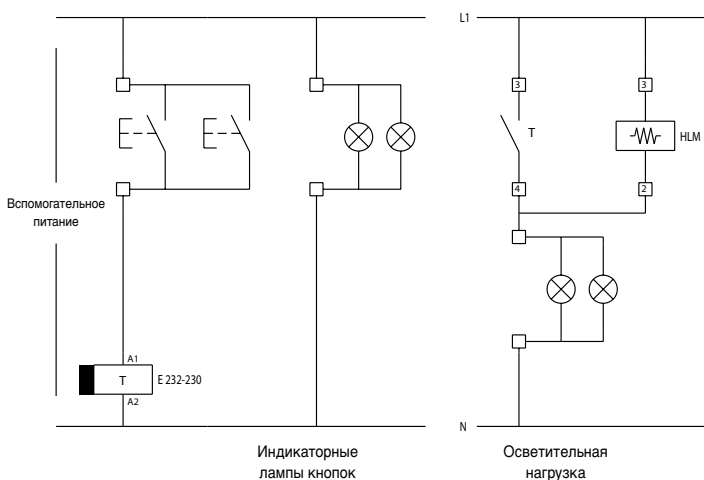 L1
3
3
T
HLM
4
2
Вспомогательное
питание
A1
T
E 232-230
A2
N
Индикаторные
лампы кнопок
Осветительная
нагрузка